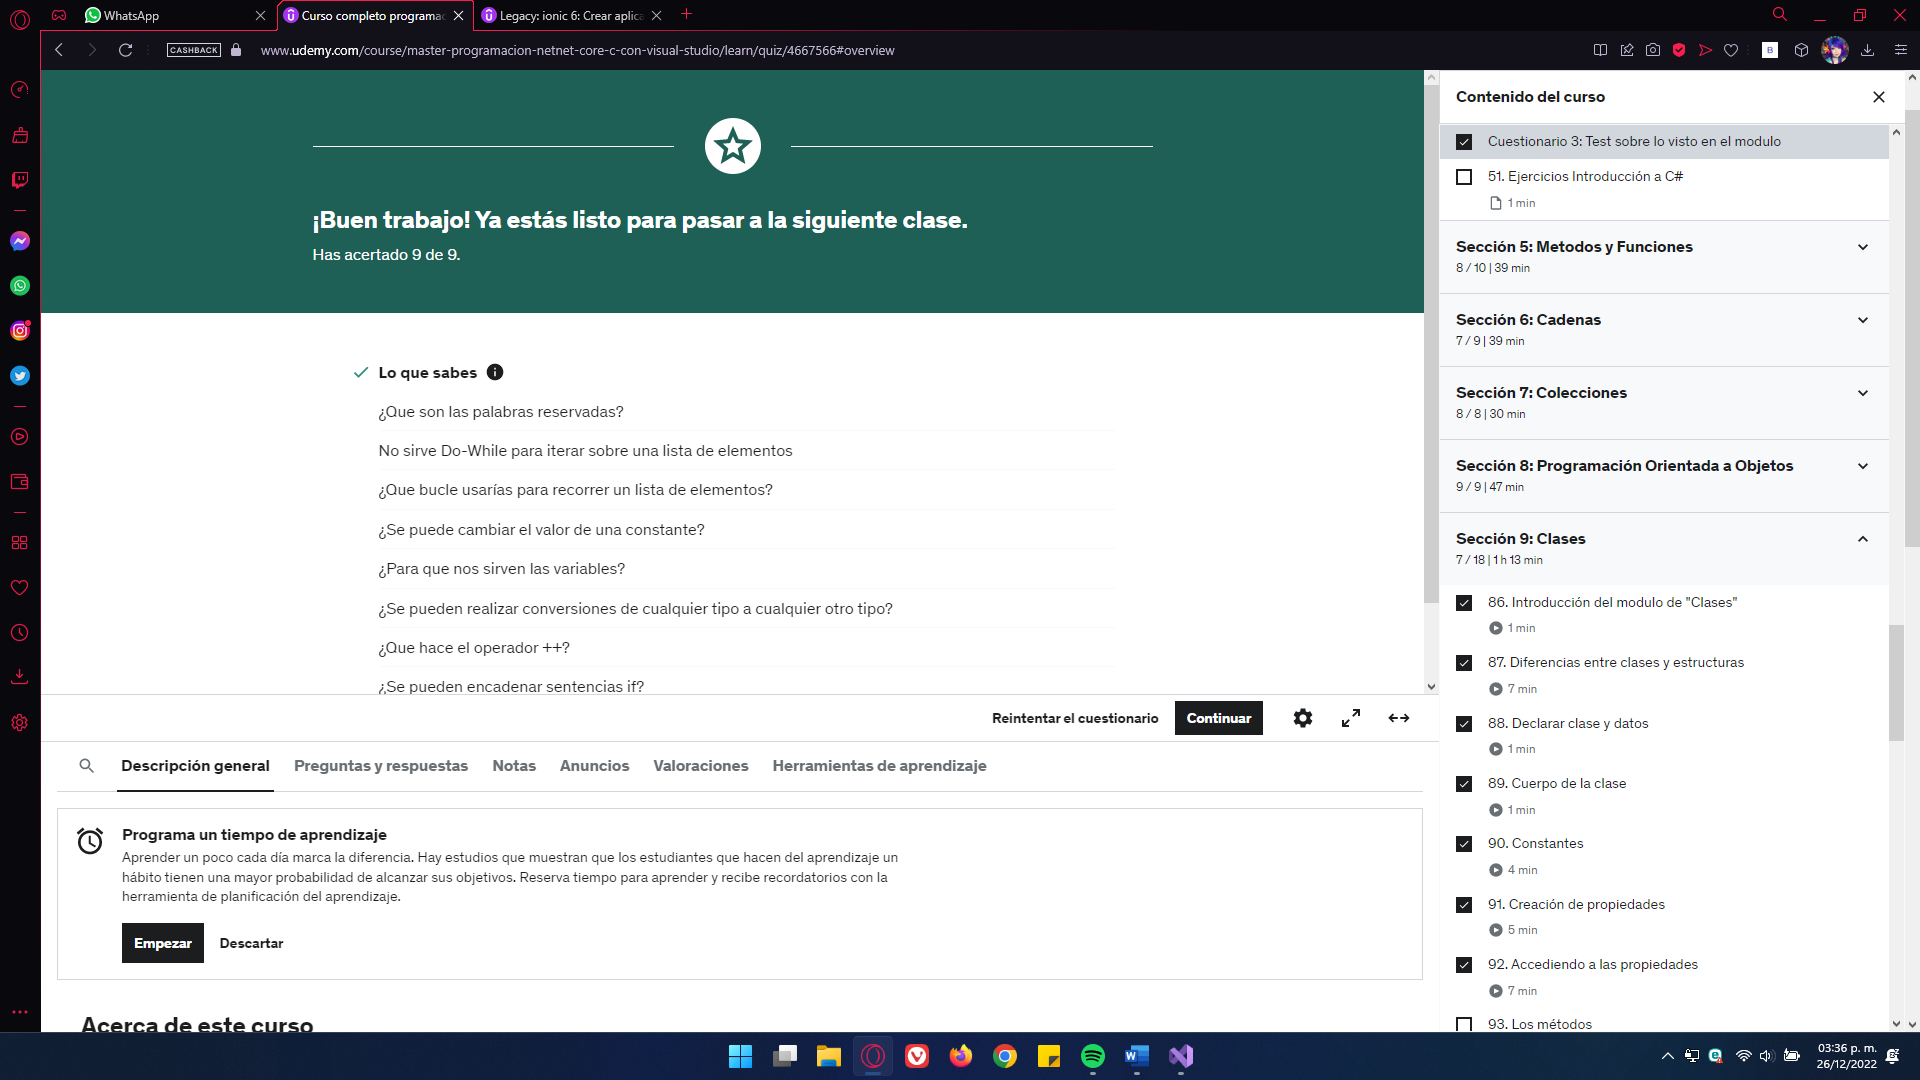 WhatsApp
Curso completo programac
Legacy: ionic 6: Crear aplica
CASHBACK
www.udemy.com/course/master-programacion-netnet-core-c-con-visual-studio/learn/quiz/4667566#overview
B
¡Buen trabajo! Ya estás listo para pasar a la siguiente clase.
Has acertado 9 de 9.
Lo que sabes
¿Que son las palabras reservadas?
No sirve Do-While para iterar sobre una lista de elementos
¿Que bucle usarías para recorrer un lista de elementos?
¿Se puede cambiar el valor de una constante?
¿Para que nos sirven las variables?
¿Se pueden realizar conversiones de cualquier tipo a cualquier otro tipo?
¿Que hace el operador ++?
¿Se pueden encadenar sentencias if?
Reintentar el cuestionario
Continuar
Descripción general
Preguntas y respuestas
Notas
Anuncios
Valoraciones
Herramientas de aprendizaje
Programa un tiempo de aprendizaje
Aprender un poco cada día marca la diferencia. Hay estudios que muestran que los estudiantes que hacen del aprendizaje un
hábito tienen una mayor probabilidad de alcanzar sus objetivos. Reserva tiempo para aprender y recibe recordatorios con la
herramienta de planificación del aprendizaje.
Empezar
Descartar
Acerca de este curso
Contenido del curso
Cuestionario 3: Test sobre lo visto en el modulo
51. Ejercicios Introducción a C#
1 min
Sección 5: Metodos y Funciones
8 / 10 | 39 min
Sección 6: Cadenas
7 / 9 | 39 min
Sección 7: Colecciones
8 / 8 | 30 min
Sección 8: Programación Orientada a Objetos
9 / 9 | 47 min
Sección 9: Clases
7 / 18 | 1 h 13 min
86. Introducción del modulo de "Clases"
1 min
87. Diferencias entre clases y estructuras
7 min
88. Declarar clase y datos
1 min
89. Cuerpo de la clase
1 min
90. Constantes
4 min
91. Creación de propiedades
5 min
92. Accediendo a las propiedades
7 min
93. Los métodos
03:36 p. m.
26/12/2022